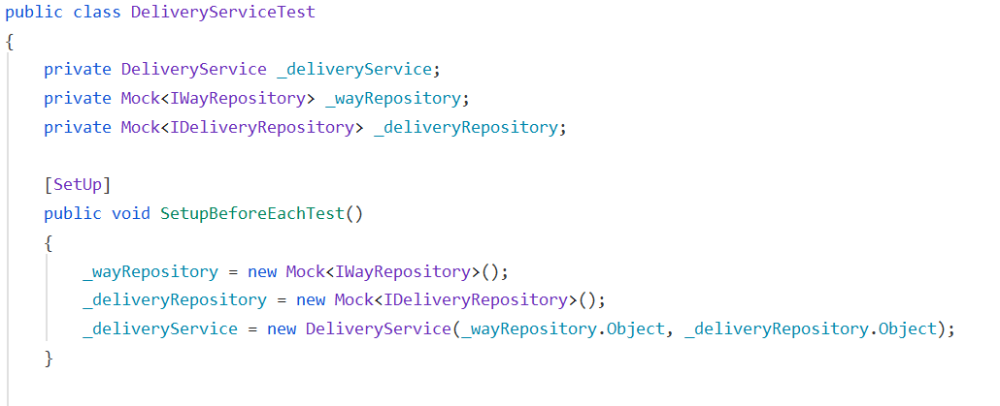 public class DeliveryServiceTest
{
    private DeliveryService _deliveryService;
    private Mock<IWayRepository> _wayRepository;
    private Mock<IDeliveryRepository> _deliveryRepository;

    [SetUp]
    public void SetupBeforeEachTest()
    {
        _wayRepository = new Mock<IWayRepository>();
        _deliveryRepository = new Mock<IDeliveryRepository>();
        _deliveryService = new DeliveryService(_wayRepository.Object, _deliveryRepository.Object);
    }